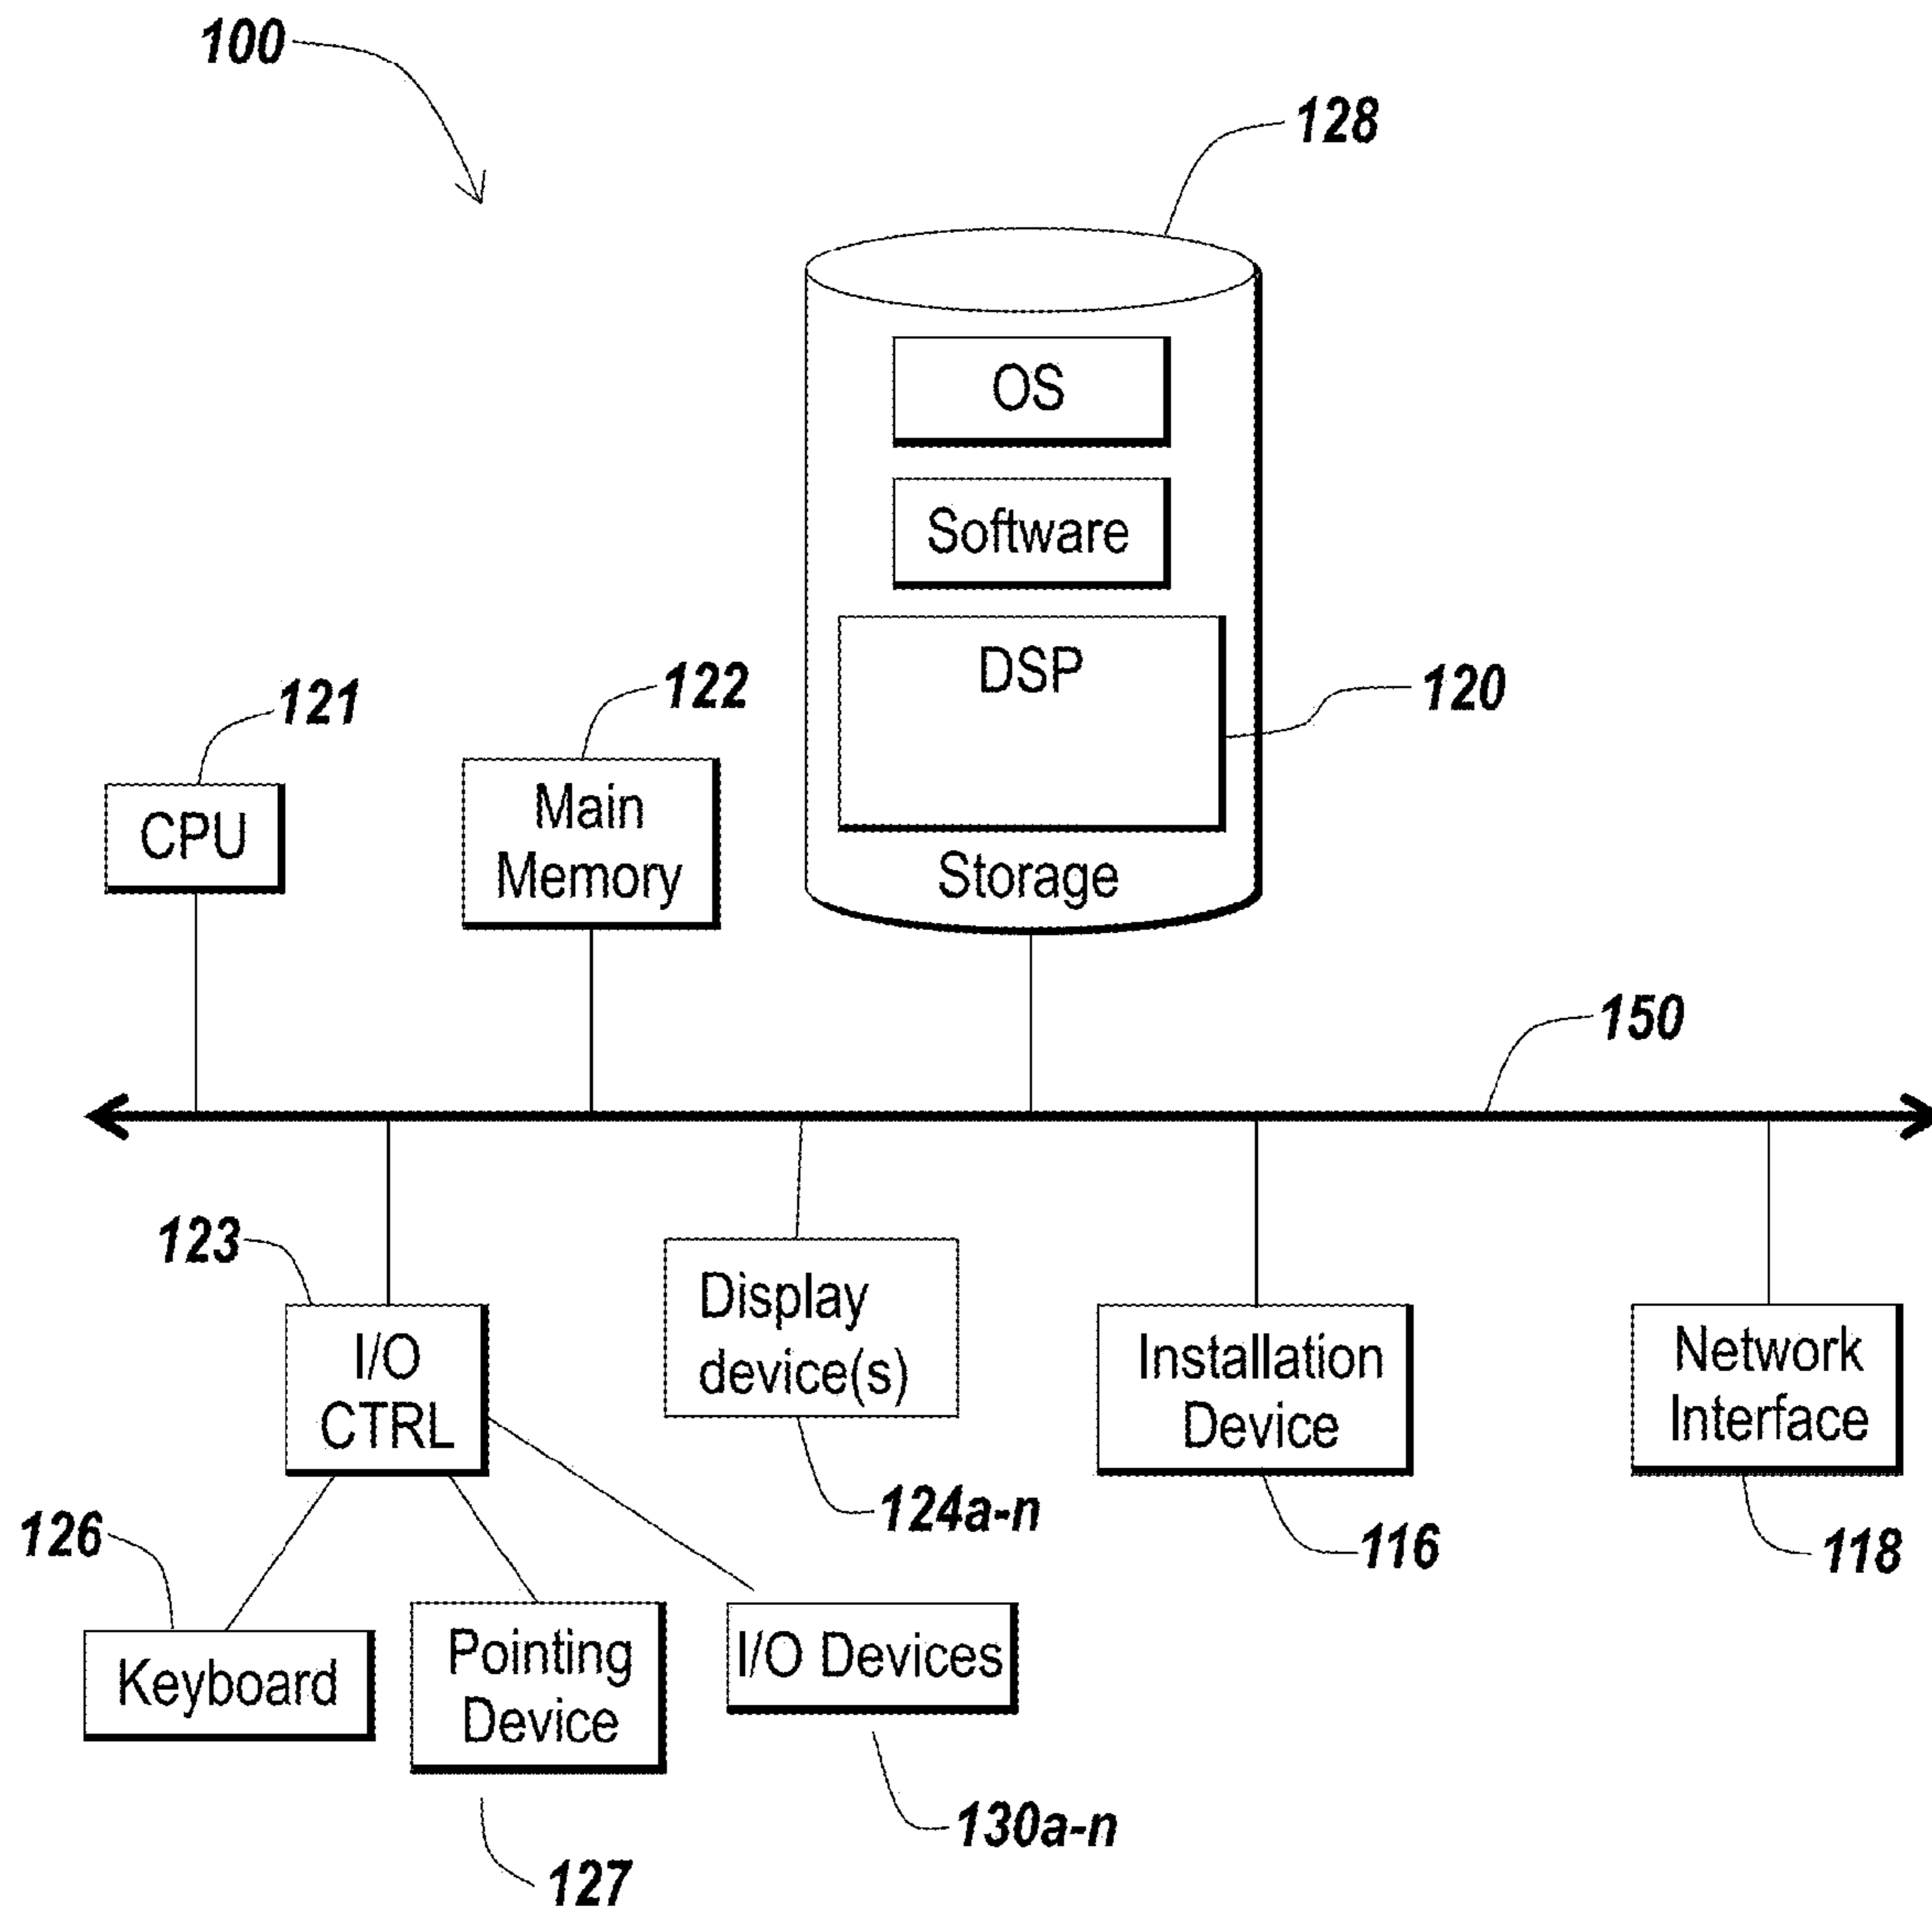 100
128
OS
Software
DSP
120
Storage
121
CPU
122
Main
Memory
150
123
I/O
CTRL
Display
device(s)
124a-n
Installation
Device
116
Network
Interface
118
126
Keyboard
Pointing
Device
127
I/O Devices
130a-n